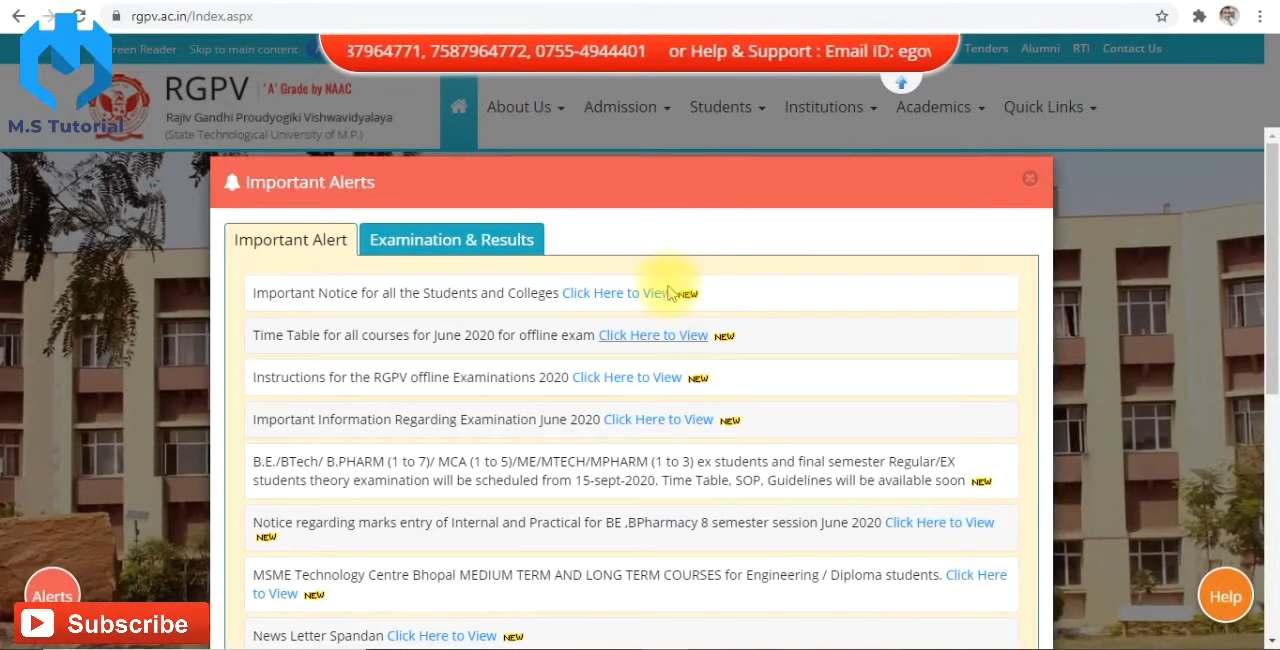 rgpv.ac.in/Index.aspx
reen Reader Skip to main content
87964771, 7587964772, 0755-4944401 or Help & Support : Email ID: egov
Tenders Alumni RTI Contact Us
RGPV 'A' Grade by NAAC
Rajiv Gandhi Proudyogiki Vishwavidyalaya
(State Technological University of M.P.)
M.S Tutorial
About Us Admission Students Institutions Academics Quick Links
Important Alerts
Important Alert Examination & Results
Important Notice for all the Students and Colleges Click Here to View NEW
Time Table for all courses for June 2020 for offline exam Click Here to View NEW
Instructions for the RGPV offline Examinations 2020 Click Here to View NEW
Important Information Regarding Examination June 2020 Click Here to View NEW
B.E./BTech/ B.PHARM (1 to 7)/ MCA (1 to 5)/ME/MTECH/MPHARM (1 to 3) ex students and final semester Regular/EX
students theory examination will be scheduled from 15-sept-2020. Time Table, SOP, Guidelines will be available soon NEW
Notice regarding marks entry of Internal and Practical for BE ,BPharmacy 8 semester session June 2020 Click Here to View
NEW
MSME Technology Centre Bhopal MEDIUM TERM AND LONG TERM COURSES for Engineering / Diploma students. Click Here
to View NEW
News Letter Spandan Click Here to View NEW
Alerts
Subscribe
Help